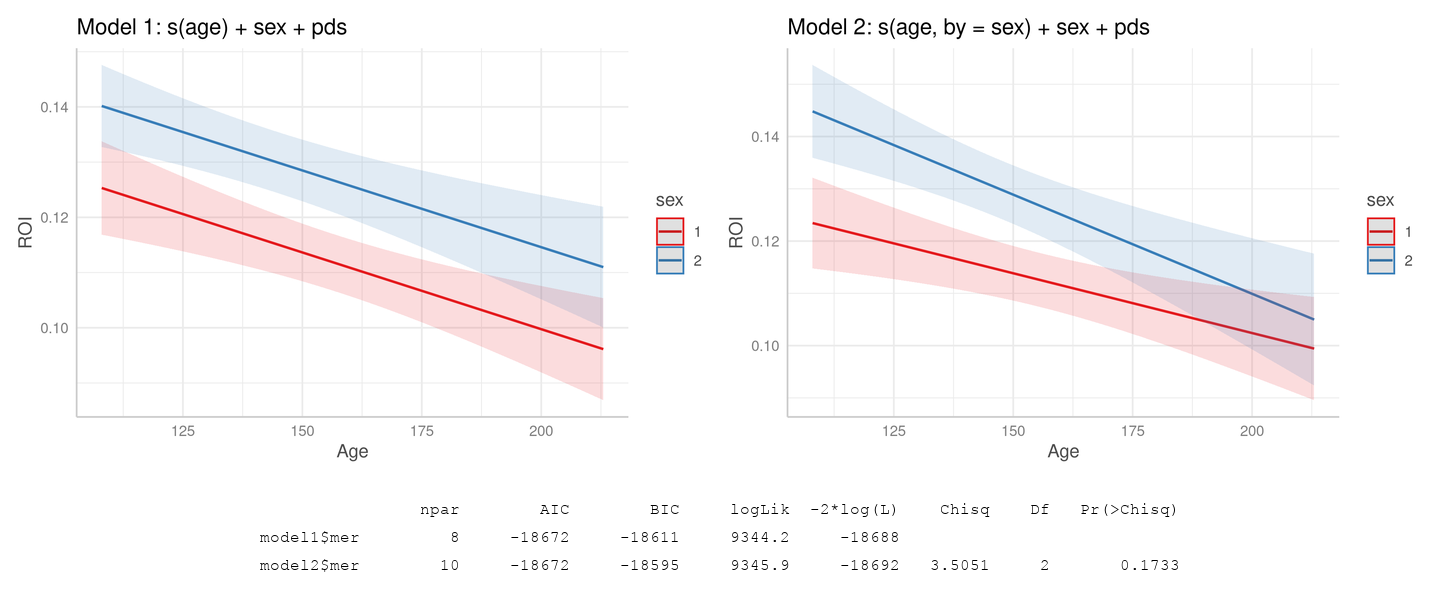 Model 1: s(age) + sex + pds
0.14
0.12
0.10
ROI
125 150 175 200
Age
sex
1
2
Model 2: s(age, by = sex) + sex + pds
0.14
0.12
0.10
ROI
125 150 175 200
Age
sex
1
2
npar AIC BIC logLik -2*log(L) Chisq Df Pr(>Chisq)
model1$mer 8 -18672 -18611 9344.2 -18688
model2$mer 10 -18672 -18595 9345.9 -18692 3.5051 2 0.1733